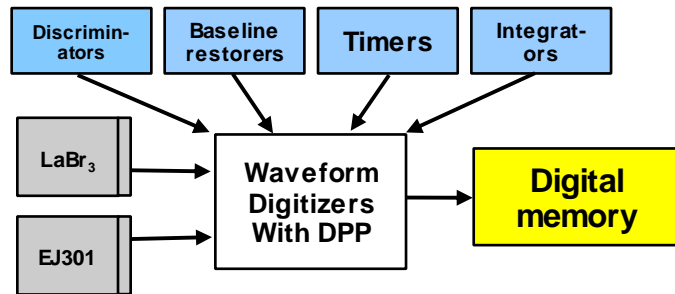 Discrimin-
ators
Baseline
restorers
Timers
Integrat-
ors
LaBr₃
Waveform
Digitizers
With DPP
Digital
memory
EJ301